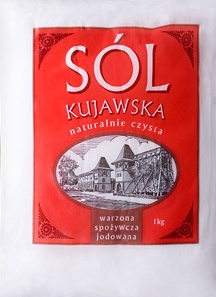 SÓL
KUJAWSKA
naturalnie czysta
warzona
spożywcza
jodowana
1kg